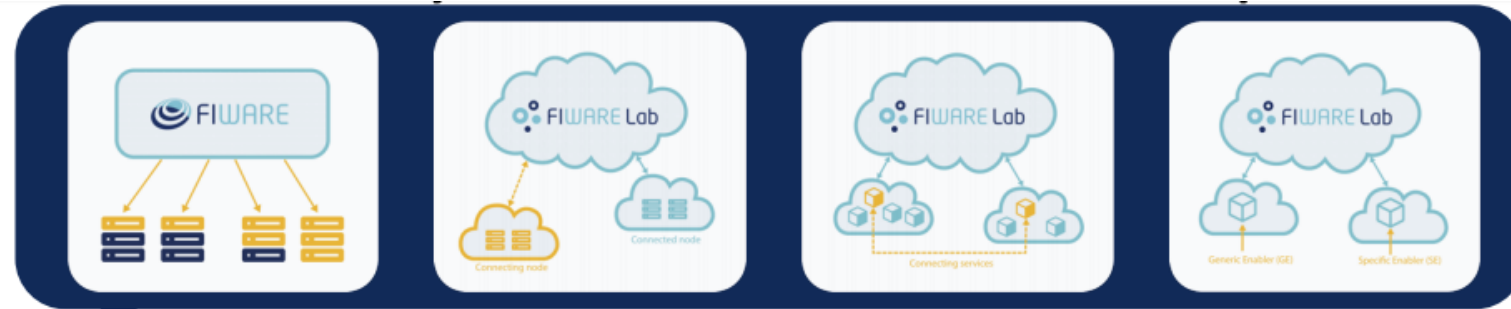 FIWARE
FIWARE Lab
Connected node
Connecting node
FIWARE Lab
Connecting services
FIWARE Lab
Generic Enabler (GE)
Specific Enabler (SE)